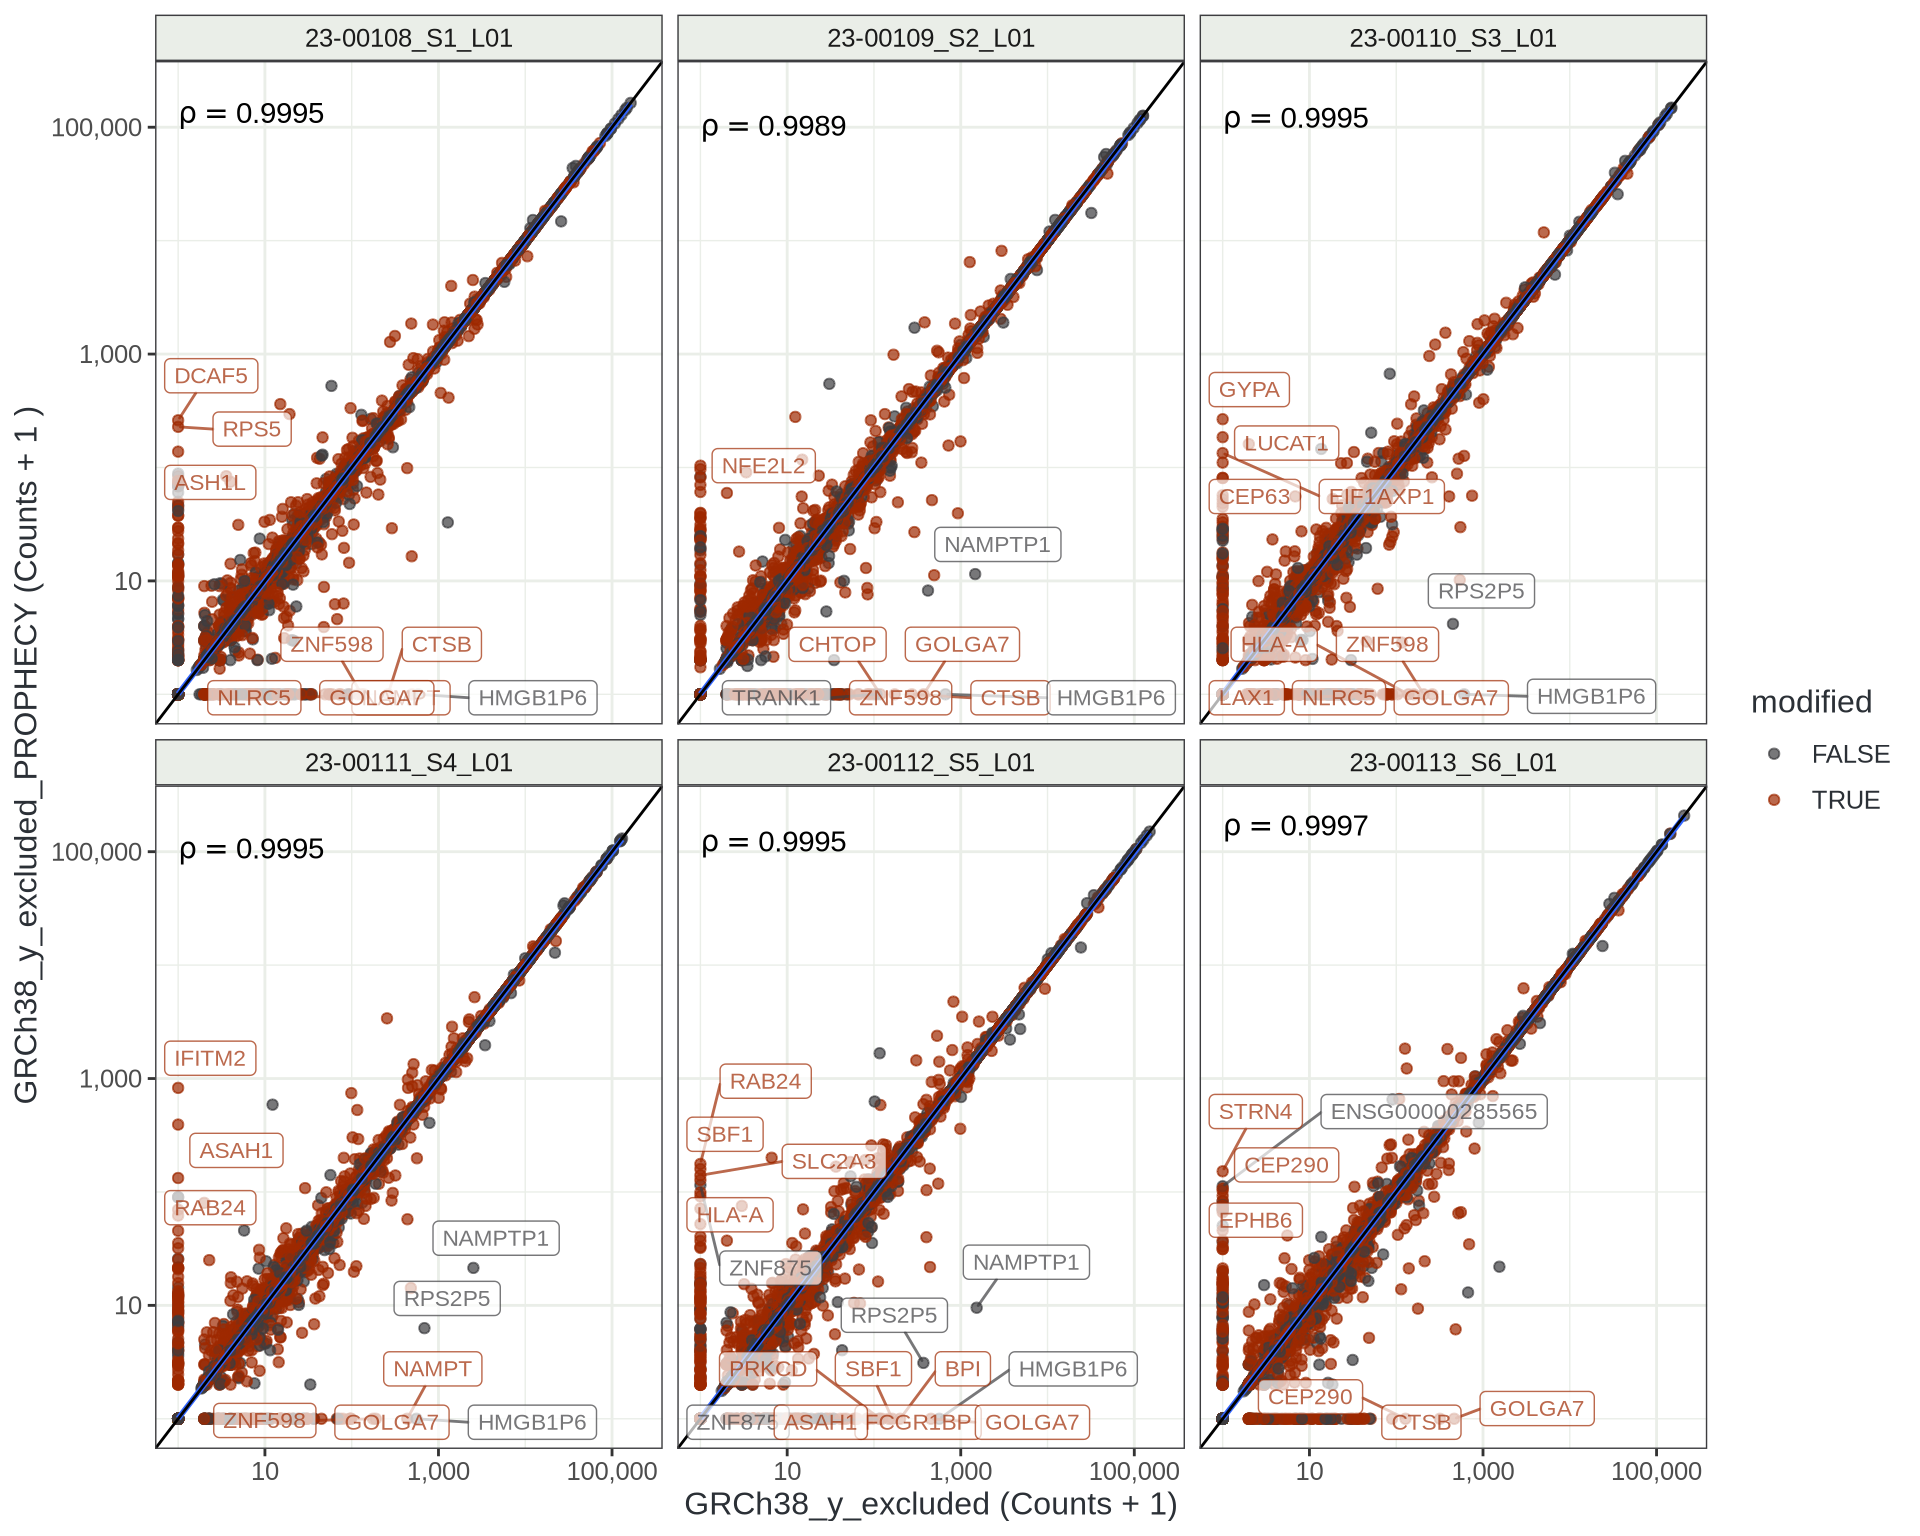 23-00108_S1_L01
23-00109_S2_L01
23-00110_S3_L01
GRCh38_y_excluded_PROPHECY (Counts + 1 )
100,000
1,000
10
ρ = 0.9995
DCAF5
RPS5
ASH1L
ZNF598
CTSB
NLRC5
GOLGA7
HMGB1P6
ρ = 0.9989
NFE2L2
NAMPTP1
CHTOP
GOLGA7
TRANK1
ZNF598
CTSB
HMGB1P6
ρ = 0.9995
GYPA
LUCAT1
CEP63
EIF1AXP1
RPS2P5
HLA-A
ZNF598
LAX1
NLRC5
GOLGA7
HMGB1P6
modified
FALSE
TRUE
23-00111_S4_L01
23-00112_S5_L01
23-00113_S6_L01
100,000
1,000
10
ρ = 0.9995
IFITM2
ASAH1
RAB24
NAMPTP1
RPS2P5
NAMPT
ZNF598
GOLGA7
HMGB1P6
ρ = 0.9995
RAB24
SBF1
SLC2A3
HLA-A
ZNF875
NAMPTP1
RPS2P5
PRKCD
SBF1
BPI
HMGB1P6
ZNF875
ASAH1
FCGR1BP
GOLGA7
ρ = 0.9997
STRN4
ENSG00000285565
CEP290
EPHB6
CEP290
CTSB
GOLGA7
10
1,000
100,000
10
1,000
100,000
10
1,000
100,000
GRCh38_y_excluded (Counts + 1)